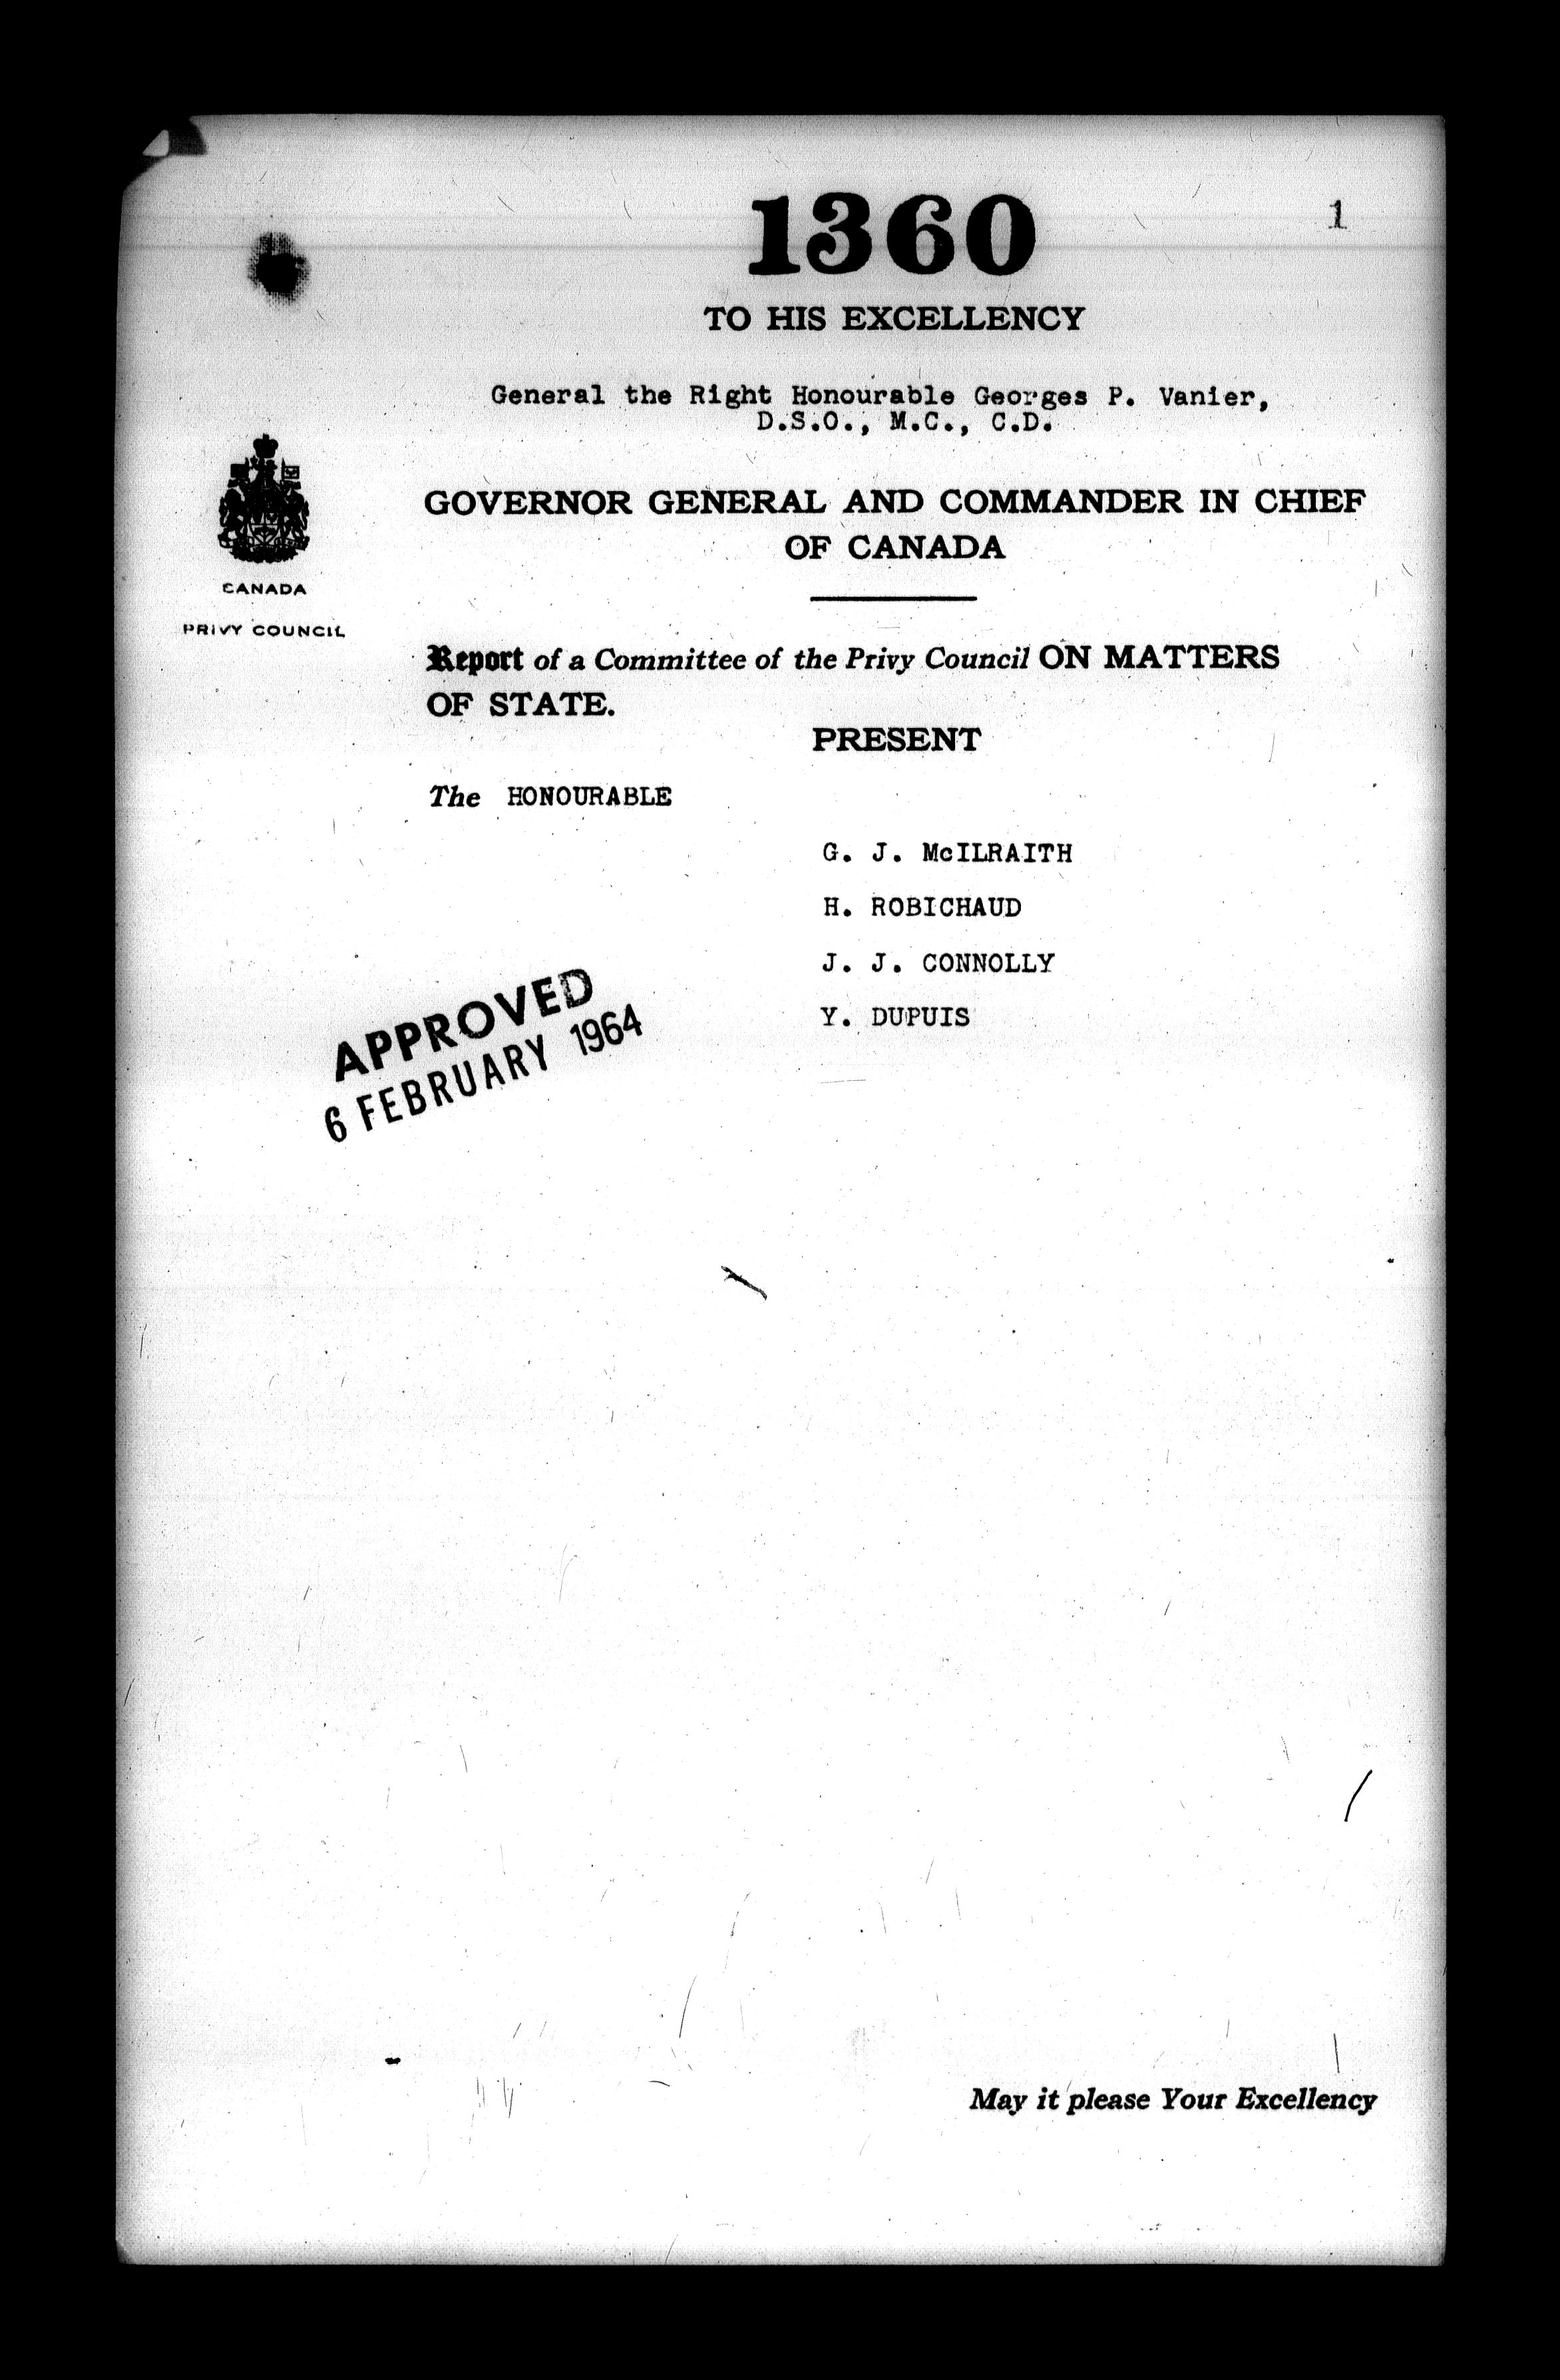 1360
1
TO HIS EXCELLENCY
General the Right Honourable Georges P. Vanier,
D.S.O., M.C., C.D.
GOVERNOR GENERAL AND COMMANDER IN CHIEF
OF CANADA
CANADA
PRIVY COUNCIL
Report of a Committee of the Privy Council ON MATTERS
OF STATE.
PRESENT
The HONOURABLE
G. J. McILRAITH
H. ROBICHAUD
J. J. CONNOLLY
Y. DUPUIS
APPROVED
6 FEBRUARY 1964
May it please Your Excellency